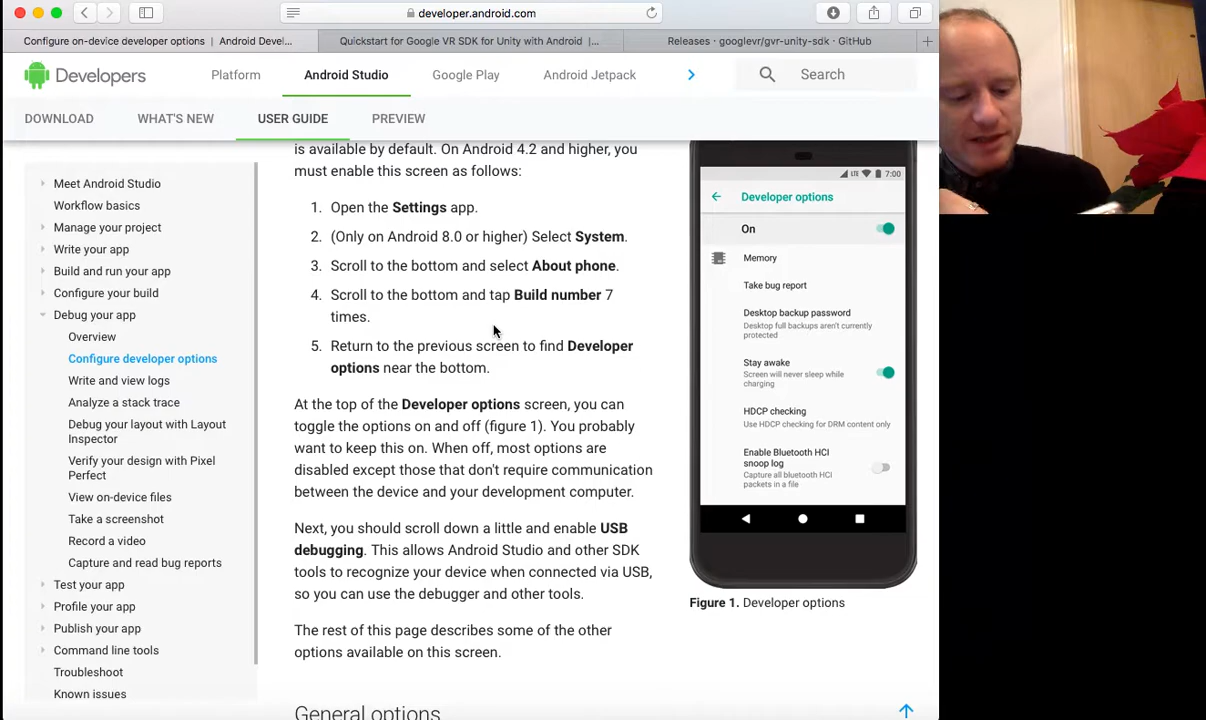 developer.android.com
Configure on-device developer options | Android Devel...
Quickstart for Google VR SDK for Unity with Android |...
Releases · googlevr/gvr-unity-sdk · GitHub
Developers
Platform
Android Studio
Google Play
Android Jetpack
Search
DOWNLOAD
WHAT'S NEW
USER GUIDE
PREVIEW
Meet Android Studio
Workflow basics
Manage your project
Write your app
Build and run your app
Configure your build
Debug your app
Overview
Configure developer options
Write and view logs
Analyze a stack trace
Debug your layout with Layout
Inspector
Verify your design with Pixel
Perfect
View on-device files
Take a screenshot
Record a video
Capture and read bug reports
Test your app
Profile your app
Publish your app
Command line tools
Troubleshoot
Known issues
is available by default. On Android 4.2 and higher, you
must enable this screen as follows:
1. Open the Settings app.
2. (Only on Android 8.0 or higher) Select System.
3. Scroll to the bottom and select About phone.
4. Scroll to the bottom and tap Build number 7
times.
5. Return to the previous screen to find Developer
options near the bottom.
At the top of the Developer options screen, you can
toggle the options on and off (figure 1). You probably
want to keep this on. When off, most options are
disabled except those that don't require communication
between the device and your development computer.
Next, you should scroll down a little and enable USB
debugging. This allows Android Studio and other SDK
tools to recognize your device when connected via USB,
so you can use the debugger and other tools.
The rest of this page describes some of the other
options available on this screen.
General options
LTE 7:00
Developer options
On
Memory
Take bug report
Desktop backup password
Desktop full backups aren't currently
protected
Stay awake
Screen will never sleep while
charging
HDCP checking
Use HDCP checking for DRM content only
Enable Bluetooth HCI
snoop log
Capture all bluetooth HCI
packets in a file
Figure 1. Developer options